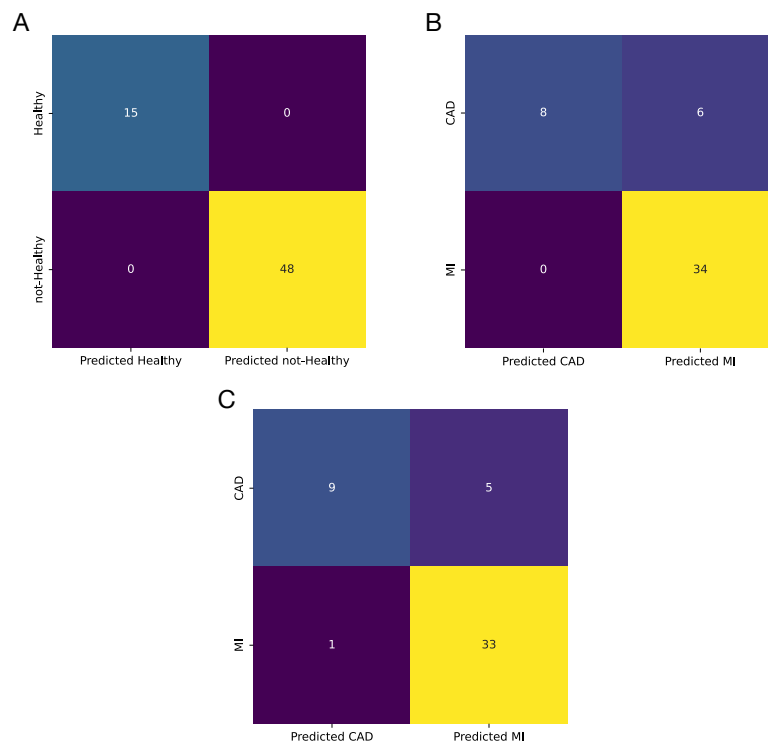 A
Healthy
15
0
not-Healthy
0
48
Predicted Healthy
Predicted not-Healthy
B
CAD
8
6
MI
0
34
Predicted CAD
Predicted MI
C
CAD
9
5
MI
1
33
Predicted CAD
Predicted MI